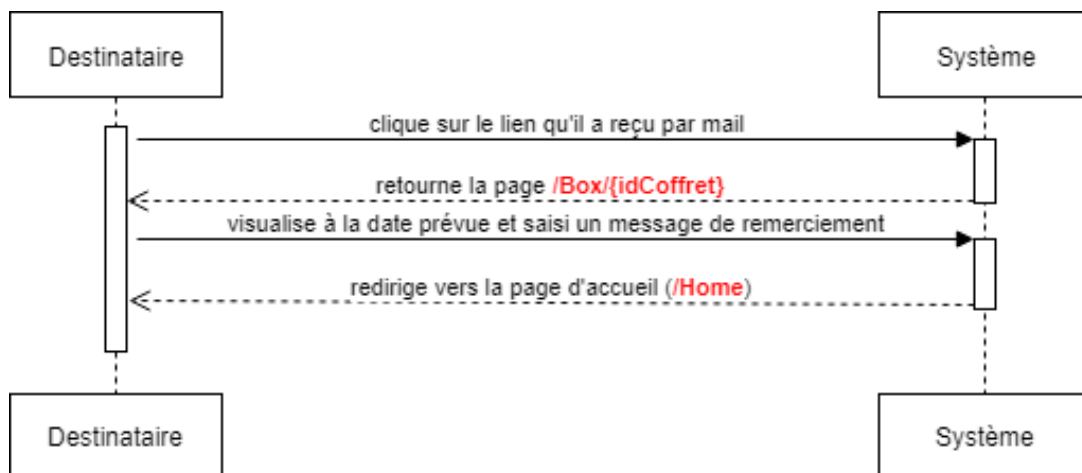 Destinataire
Système
clique sur le lien qu'il a reçu par mail
retourne la page /Box/{idCoffret}
visualise à la date prévue et saisi un message de remerciement
redirige vers la page d'accueil (/Home)
Destinataire
Système